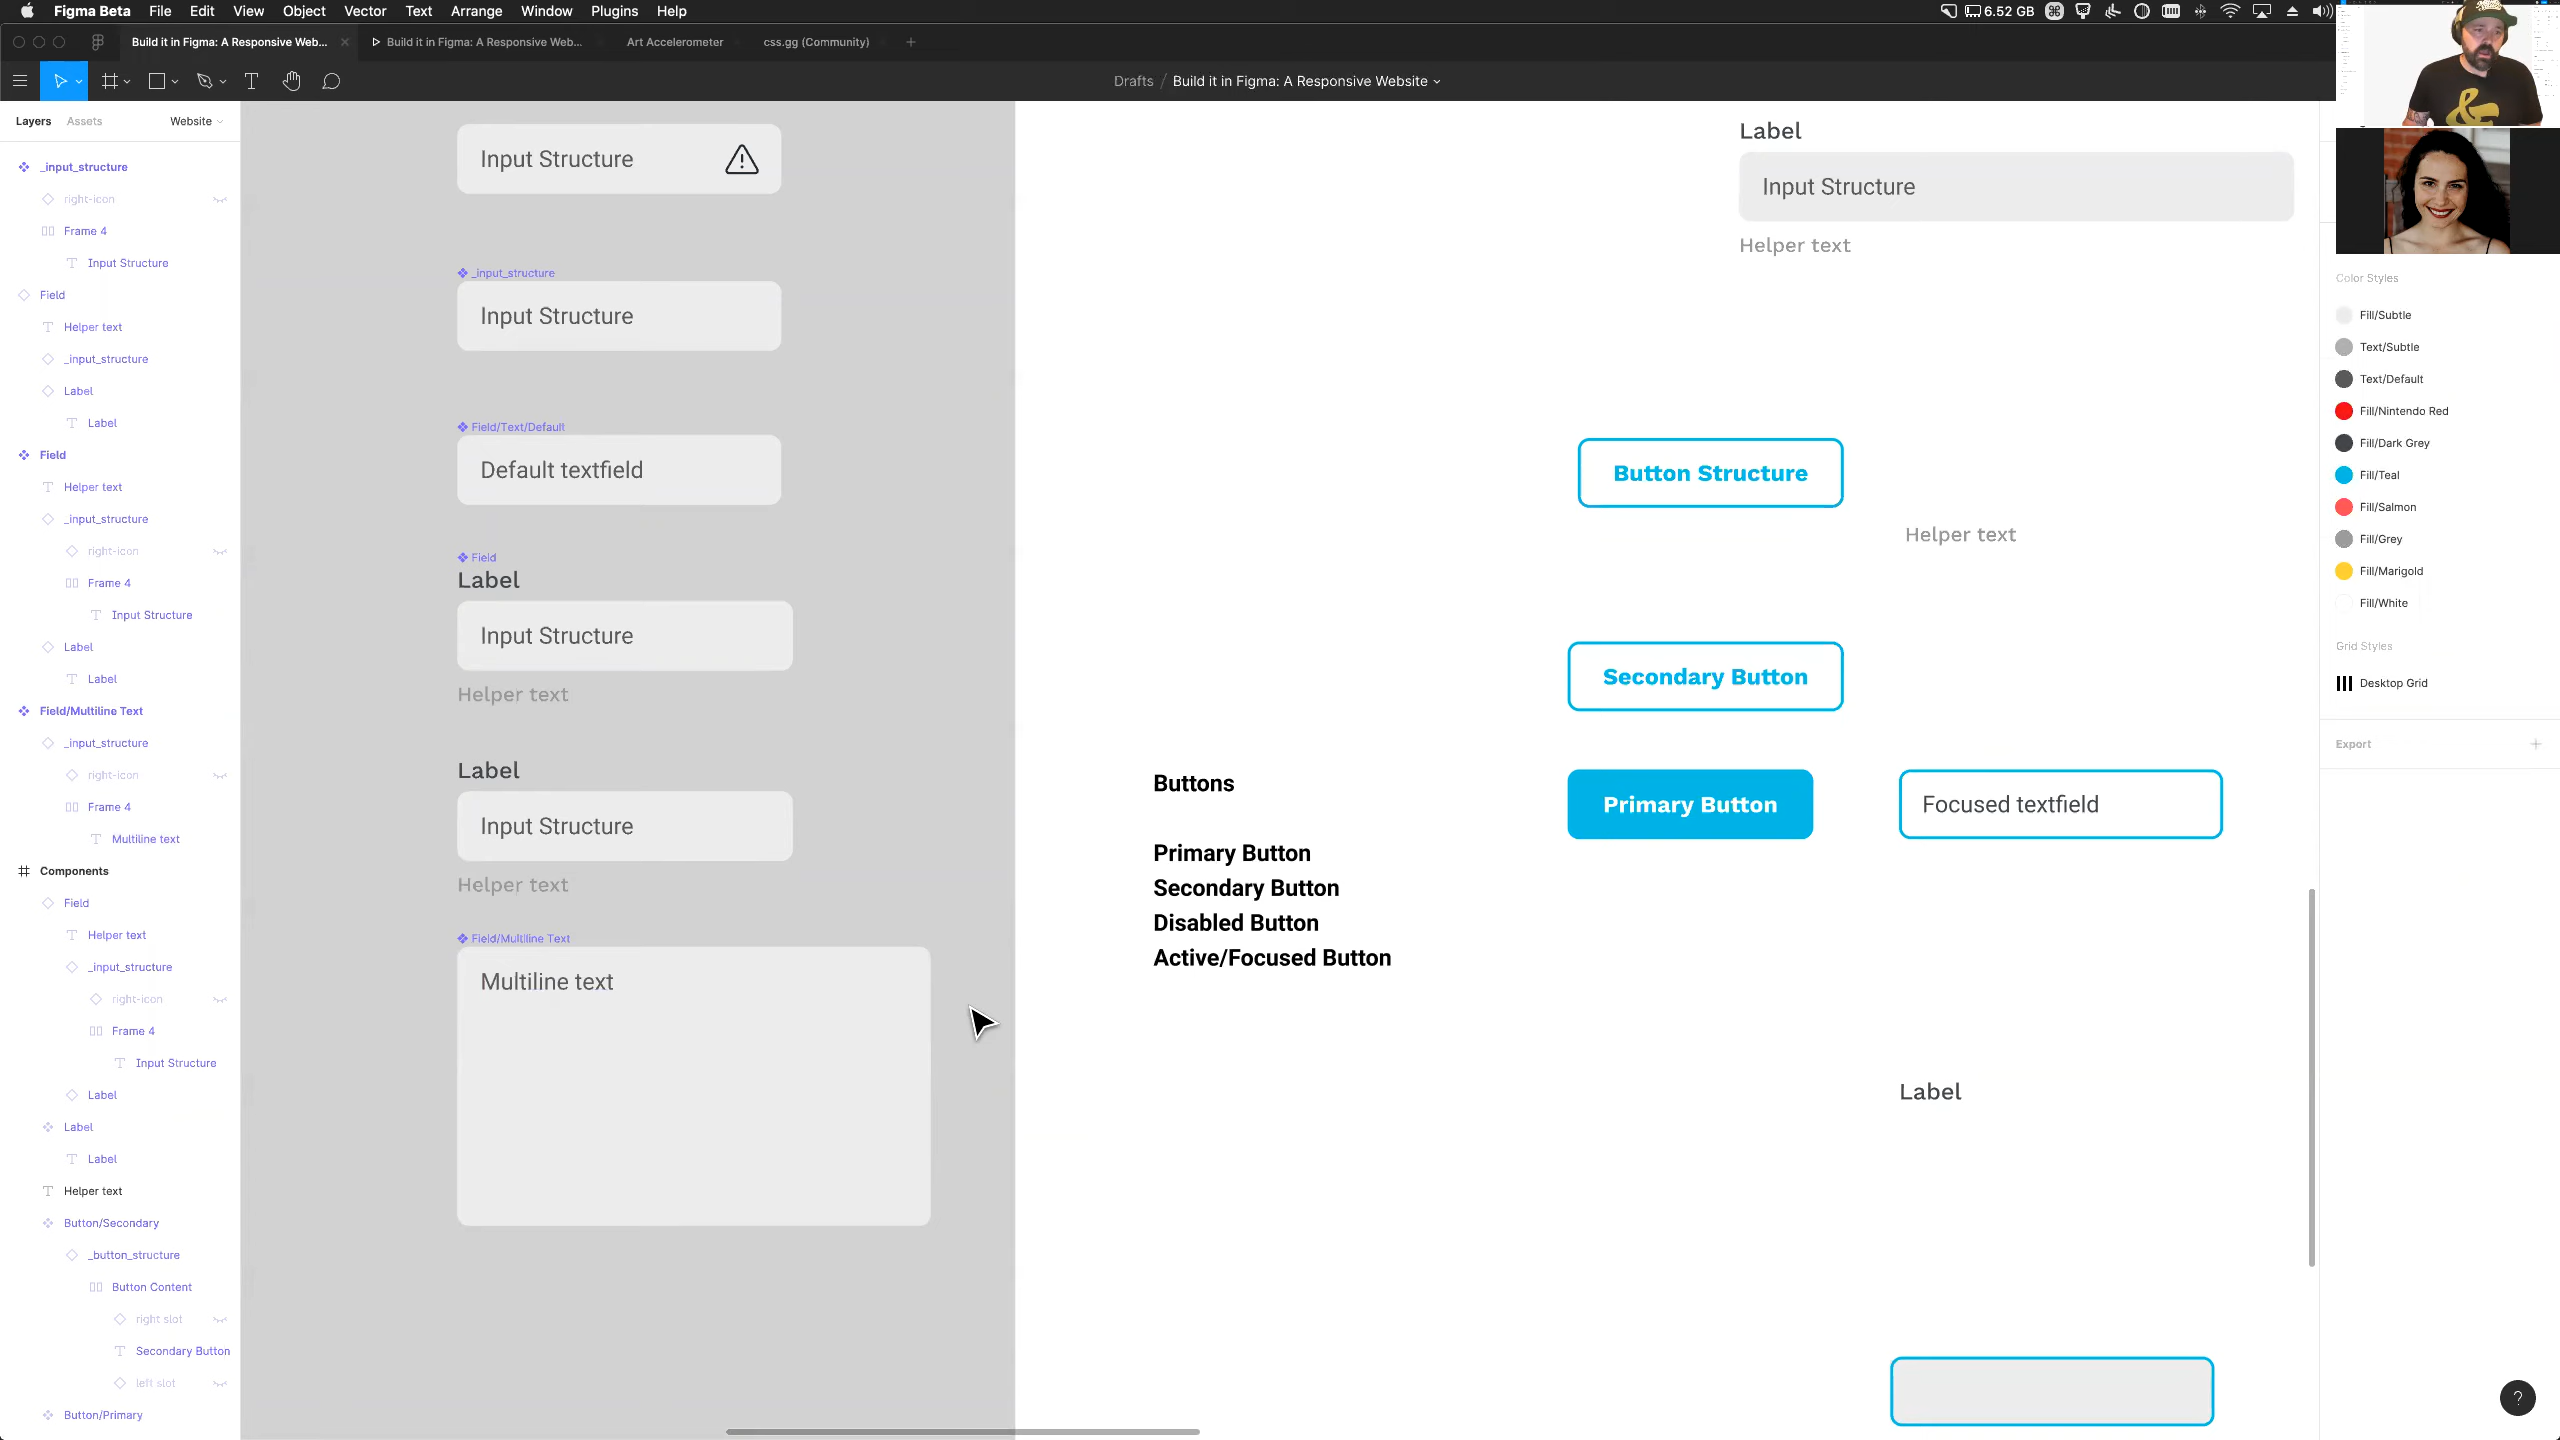 Figma Beta File Edit View Object Vector Text Arrange Window Plugins Help
6.52 GB
Build it in Figma: A Responsive Web...
Build it in Figma: A Responsive Web...
Art Accelerometer
css.gg (Community)
Drafts / Build it in Figma: A Responsive Website
Layers
Assets
Website
_input_structure
right-icon
Frame 4
Input Structure
Field
Helper text
_input_structure
Label
Label
Field
Helper text
_input_structure
right-icon
Frame 4
Input Structure
Label
Label
Field/Multiline Text
_input_structure
right-icon
Frame 4
Multiline text
Components
Field
Helper text
_input_structure
right-icon
Frame 4
Input Structure
Label
Label
Label
Helper text
Button/Secondary
_button_structure
Button Content
right slot
Secondary Button
left slot
Button/Primary
Input Structure
_input_structure
Input Structure
Field/Text/Default
Default textfield
Field
Label
Input Structure
Helper text
Label
Input Structure
Helper text
Field/Multiline Text
Multiline text
Label
Input Structure
Helper text
Button Structure
Helper text
Secondary Button
Buttons
Primary Button
Focused textfield
Primary Button
Secondary Button
Disabled Button
Active/Focused Button
Label
Color Styles
Fill/Subtle
Text/Subtle
Text/Default
Fill/Nintendo Red
Fill/Dark Grey
Fill/Teal
Fill/Salmon
Fill/Grey
Fill/Marigold
Fill/White
Grid Styles
Desktop Grid
Export
?